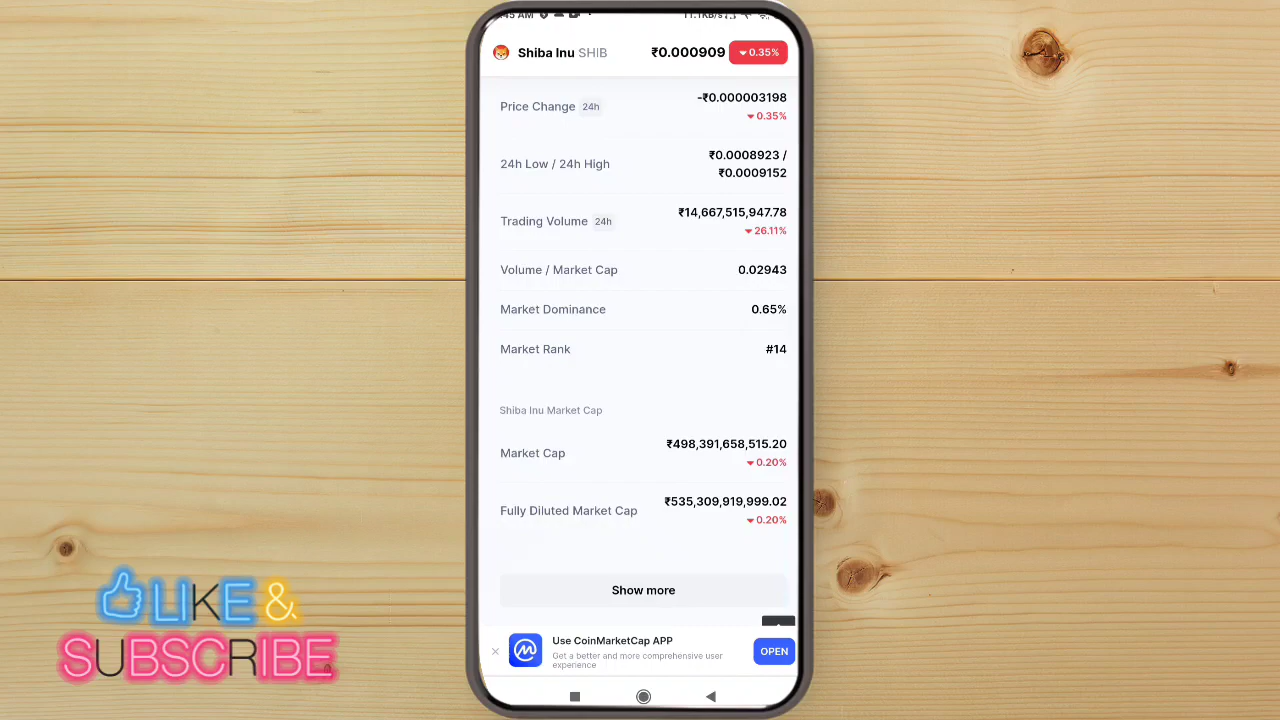 Shiba Inu SHIB ₹0.000909 0.35%
Price Change 24h -₹0.000003198
0.35%
24h Low / 24h High ₹0.0008923 /
₹0.0009152
Trading Volume 24h ₹14,667,515,947.78
26.11%
Volume / Market Cap 0.02943
Market Dominance 0.65%
Market Rank #14
Shiba Inu Market Cap
Market Cap ₹498,391,658,515.20
0.20%
Fully Diluted Market Cap ₹535,309,919,999.02
0.20%
Show more
Use CoinMarketCap APP
Get a better and more comprehensive user
experience
OPEN
LIKE &
SUBSCRIBE